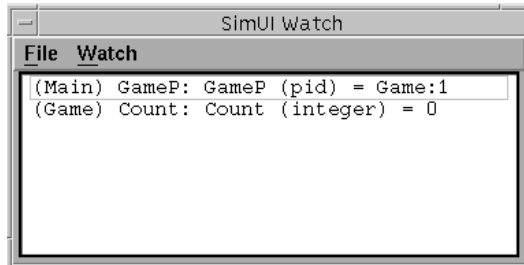 SimUI Watch
File Watch
(Main) GameP: GameP (pid) = Game:1
(Game) Count: Count (integer) = 0